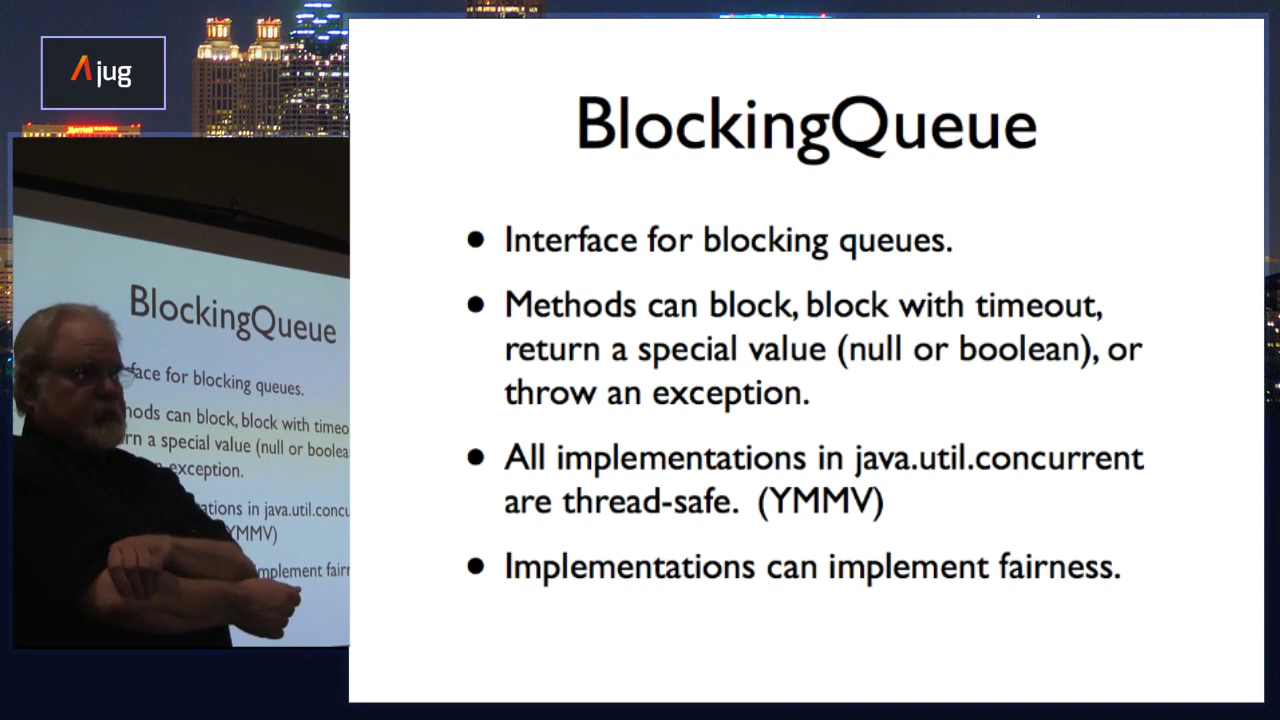 jug
Marriott
BlockingQueue
Interface for blocking queues.
Methods can block, block with timeout,
return a special value (null or boolean), or
throw an exception.
All implementations in java.util.concurrent
are thread-safe. (YMMV)
Implementations can implement fairness.
BlockingQueue
face for blocking queues.
hods can block, block with timeo
rn a special value (null or boolea
exception.
ations in java.util.concu
YMMV)
mplement fairn